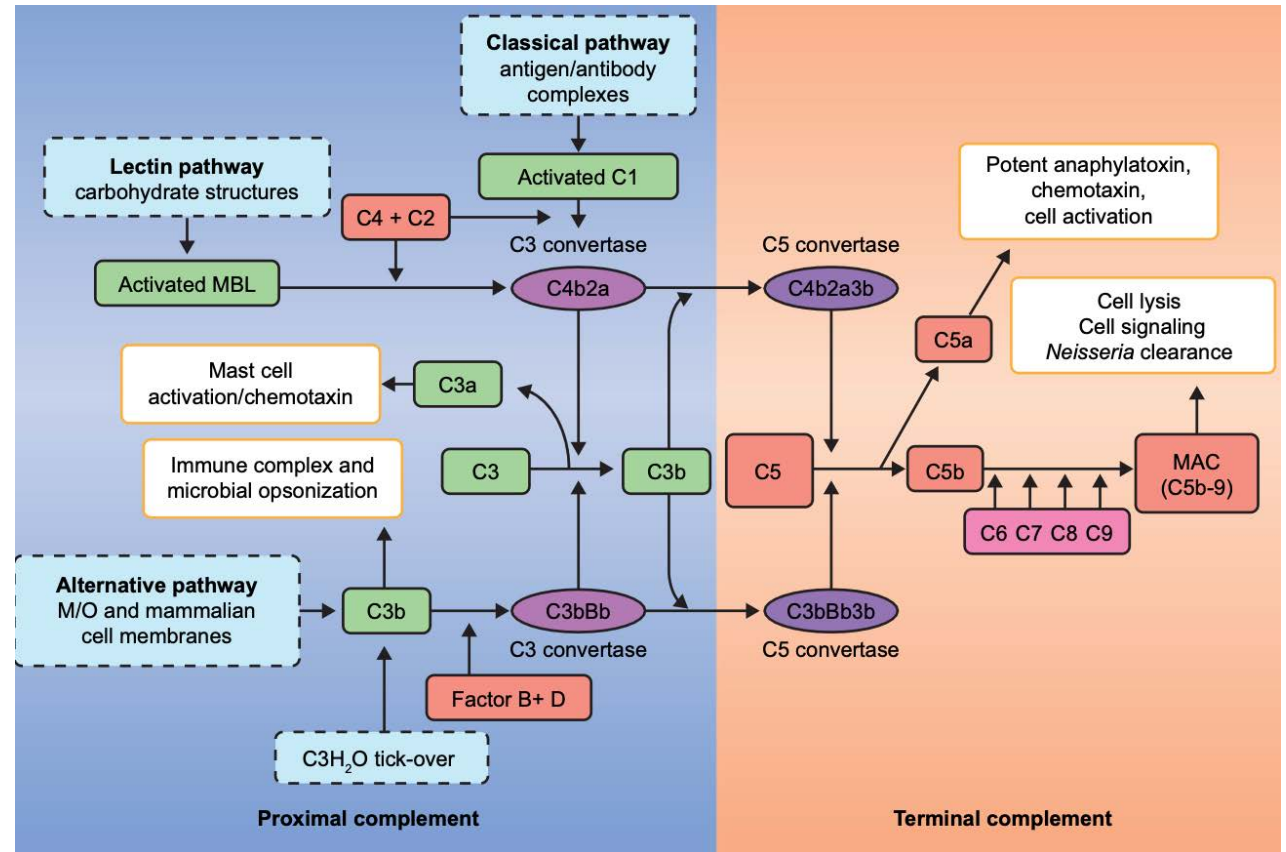 Classical pathway
antigen/antibody
complexes
Lectin pathway
carbohydrate structures
Activated C1
C4 + C2
C3 convertase
C5 convertase
Activated MBL
C4b2a
C4b2a3b
Potent anaphylatoxin,
chemotaxin,
cell activation
Cell lysis
Cell signaling
Neisseria clearance
C5a
Mast cell
activation/chemotaxin
C3a
Immune complex and
microbial opsonization
C3
C3b
C5
C5b
MAC
(C5b-9)
C6 C7 C8 C9
Alternative pathway
M/O and mammalian
cell membranes
C3b
C3bBb
C3bBb3b
C3 convertase
C5 convertase
Factor B+ D
C3H₂O tick-over
Proximal complement
Terminal complement